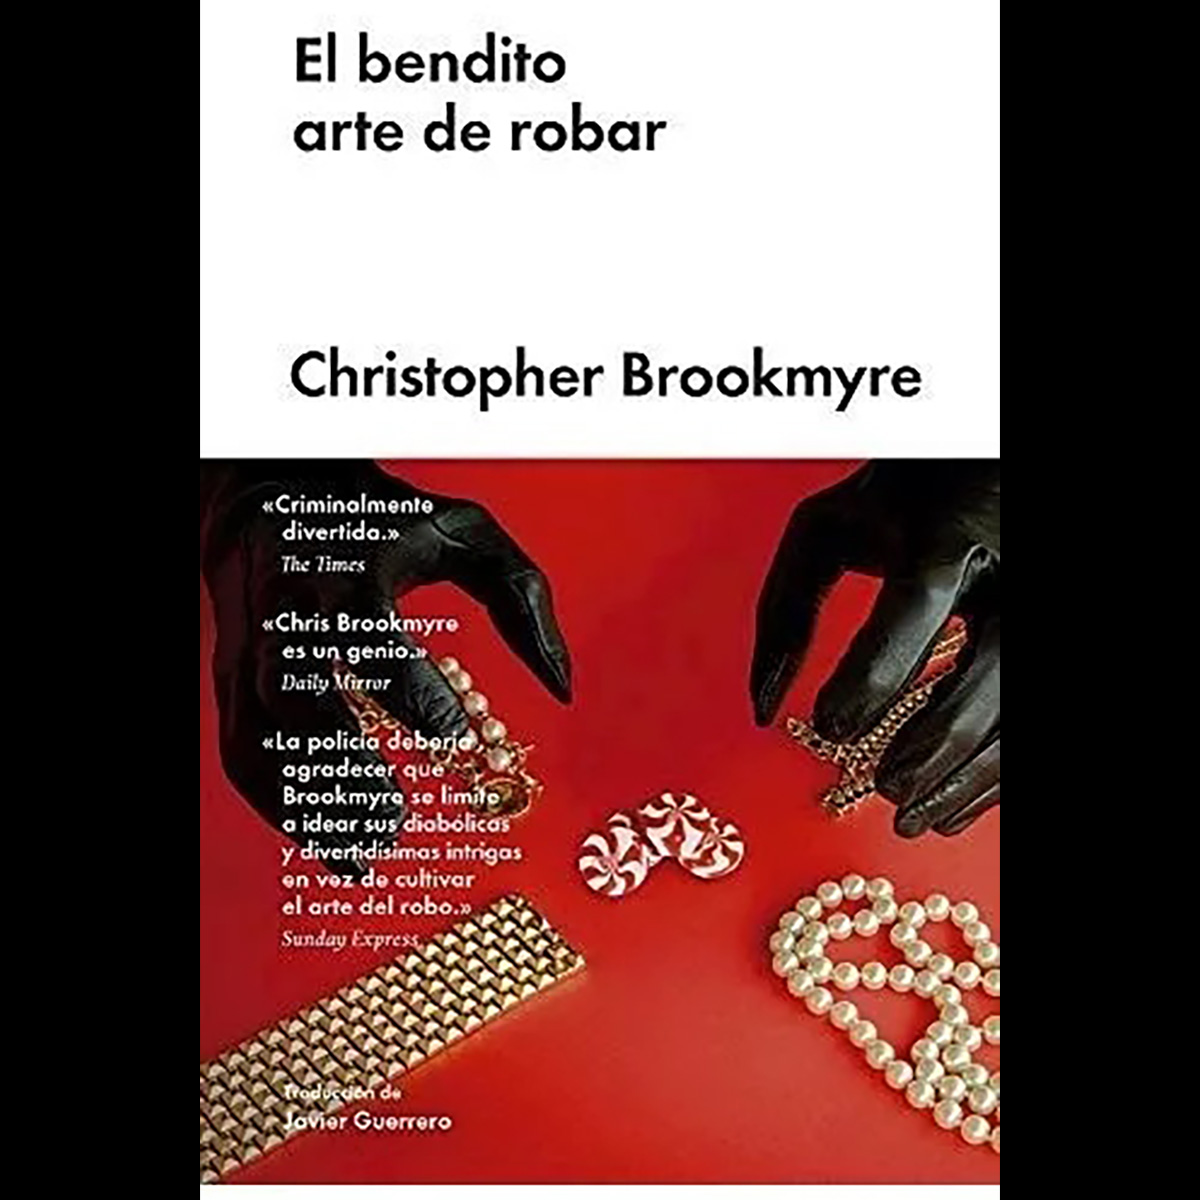 El bendito
arte de robar
Christopher Brookmyre
«Criminalmente
divertida.»
The Times
«Chris Brookmyre
es un genio.»
Daily Mirror
«La policía debería
agradecer que
Brookmyre se limite
a idear sus diabólicas
y divertidísimas intrigas
en vez de cultivar
el arte del robo.»
Sunday Express
Traducción de
Javier Guerrero